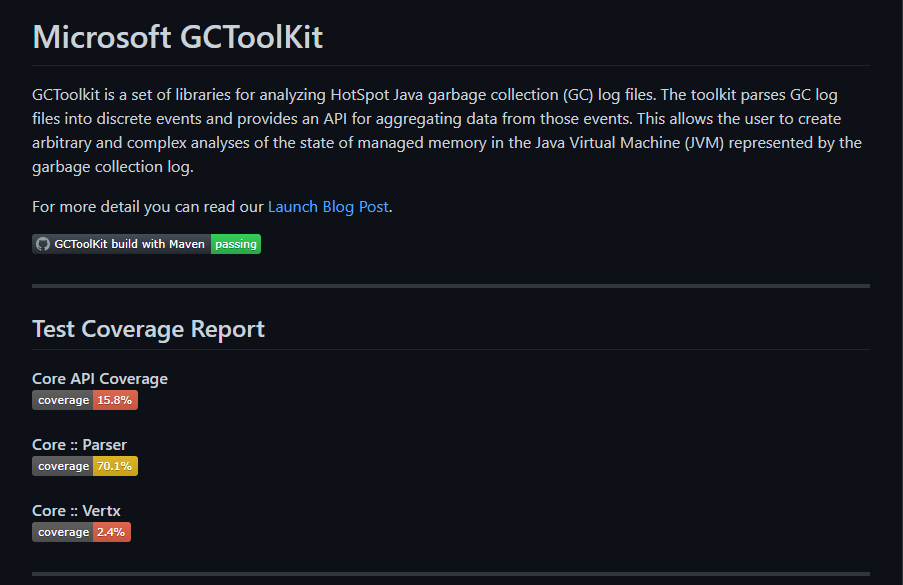 Microsoft GCToolKit
GCToolkit is a set of libraries for analyzing HotSpot Java garbage collection (GC) log files. The toolkit parses GC log
files into discrete events and provides an API for aggregating data from those events. This allows the user to create
arbitrary and complex analyses of the state of managed memory in the Java Virtual Machine (JVM) represented by the
garbage collection log.
For more detail you can read our Launch Blog Post.
GCToolKit build with Maven passing
Test Coverage Report
Core API Coverage
coverage 15.8%
Core :: Parser
coverage 70.1%
Core :: Vertx
coverage 2.4%